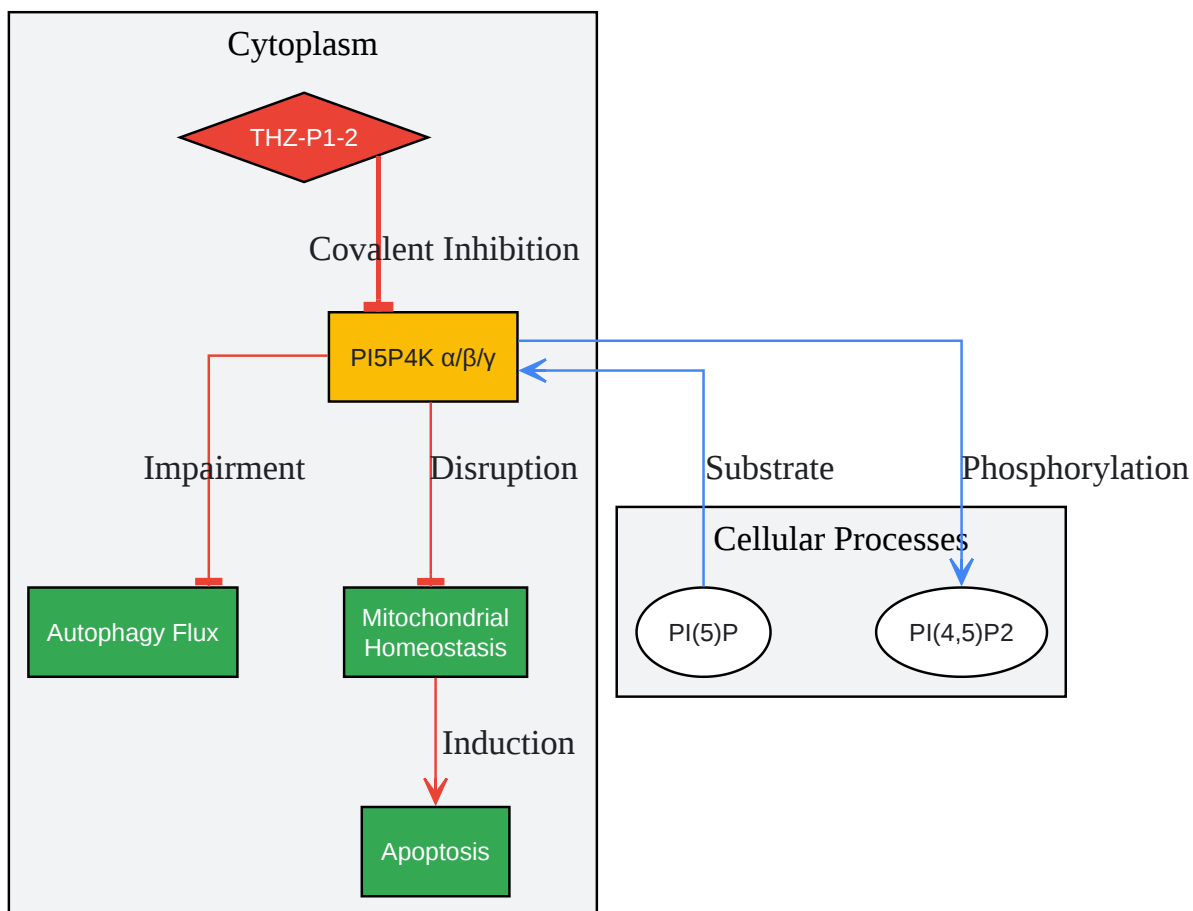 Cytoplasm
THZ-P1-2
Covalent Inhibition
PI5P4K α/β/γ
Impairment
Disruption
Substrate
Phosphorylation
Cellular Processes
Autophagy Flux
Mitochondrial
Homeostasis
PI(5)P
PI(4,5)P2
Induction
Apoptosis